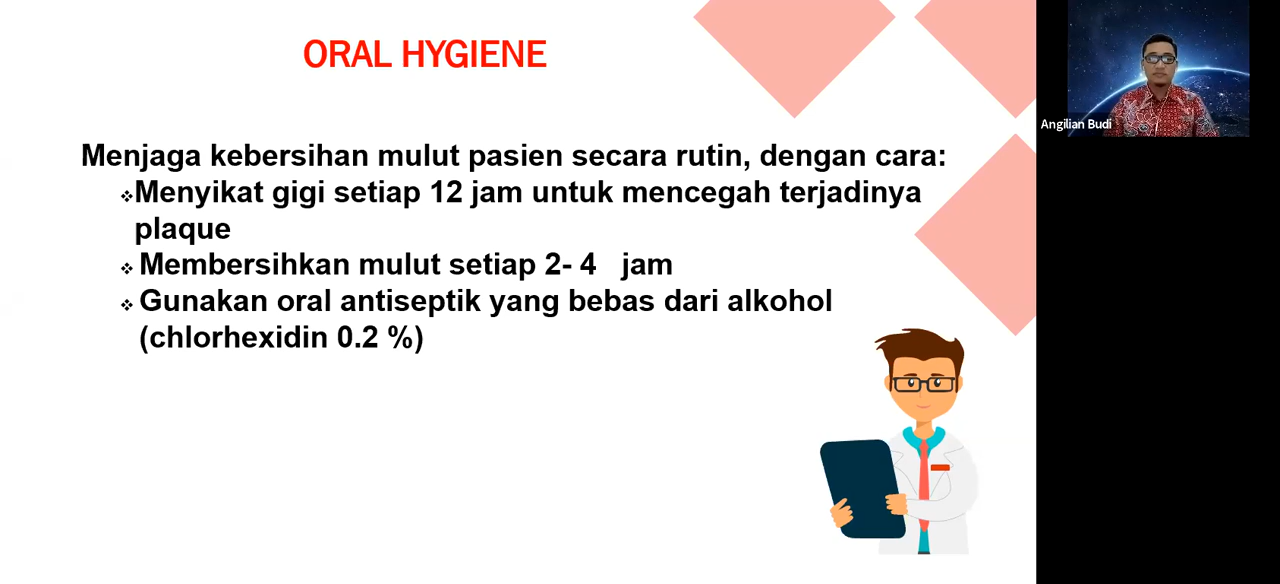 ORAL HYGIENE
Angilian Budi
Menjaga kebersihan mulut pasien secara rutin, dengan cara:
❖Menyikat gigi setiap 12 jam untuk mencegah terjadinya
plaque
❖ Membersihkan mulut setiap 2- 4 jam
❖ Gunakan oral antiseptik yang bebas dari alkohol
(chlorhexidin 0.2 %)